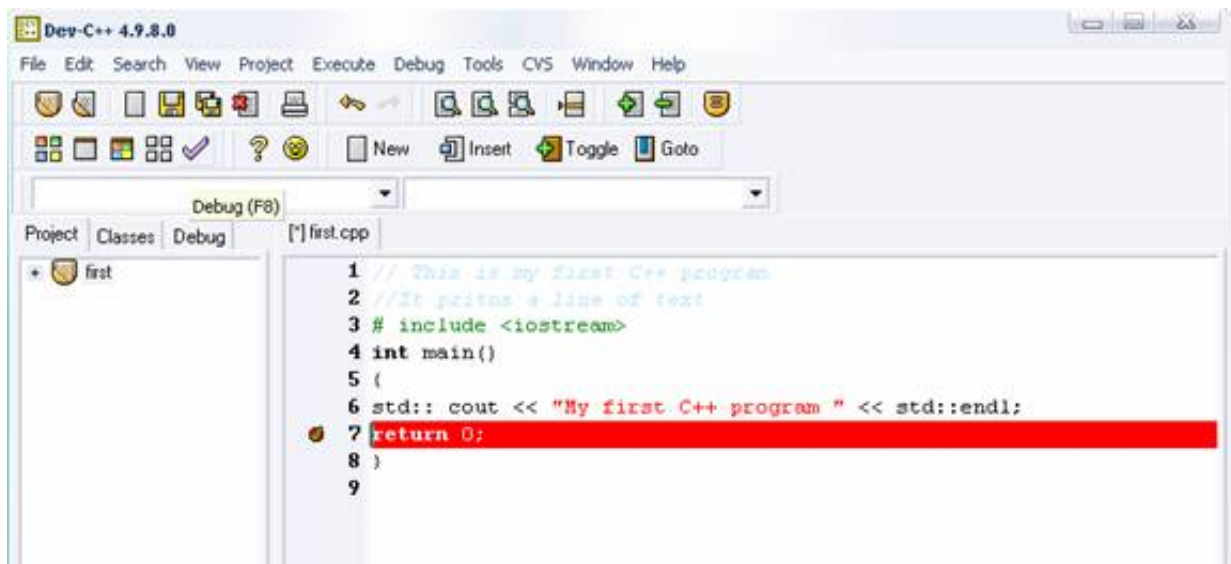 Dev-C++ 4.9.8.0
File Edit Search View Project Execute Debug Tools CVS Window Help
New Insert Toggle Goto
Debug (F8)
Project Classes Debug
[*] first.cpp
first
1 // This is my first C++ program
2 //It pritns a line of text
3 # include <iostream>
4 int main()
5 {
6 std:: cout << "My first C++ program " << std::endl;
7 return 0;
8 }
9